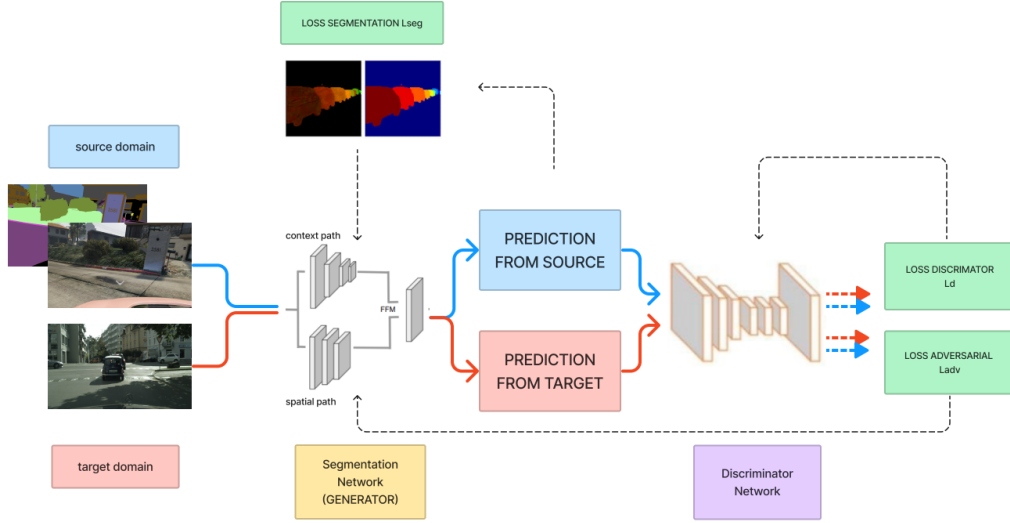 LOSS SEGMENTATION Lseg
source domain
context path
PREDICTION
FROM SOURCE
LOSS DISCRIMATOR
Ld
FFM
PREDICTION
FROM TARGET
LOSS ADVERSARIAL
Ladv
spatial path
target domain
Segmentation
Network
(GENERATOR)
Discriminator
Network